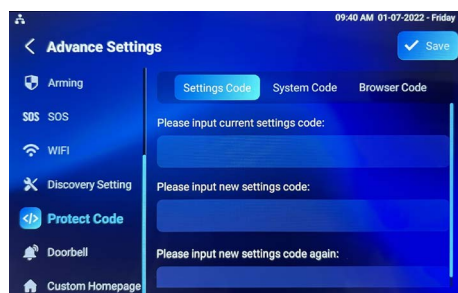 09:40 AM 01-07-2022 - Friday
Advance Settings
Save
Arming
Settings Code
System Code
Browser Code
SOS SOS
Please input current settings code:
WIFI
Discovery Setting
Please input new settings code:
</> Protect Code
Doorbell
Please input new settings code again:
Custom Homepage